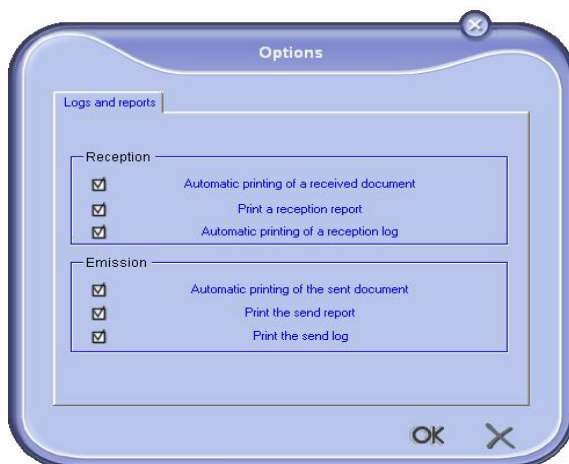 Options
Logs and reports
Reception
Automatic printing of a received document
Print a reception report
Automatic printing of a reception log
Emission
Automatic printing of the sent document
Print the send report
Print the send log
OK